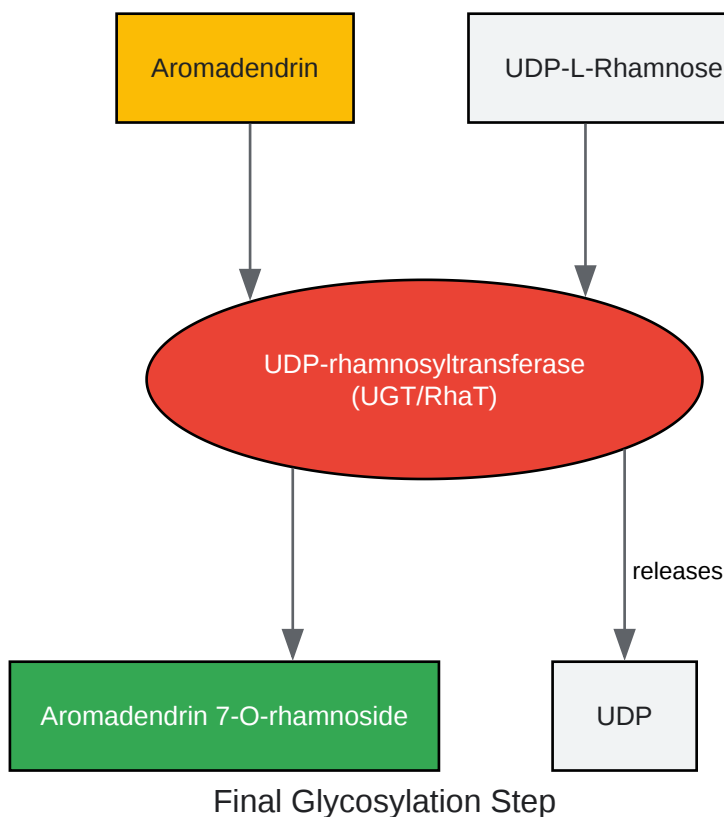 Aromadendrin
UDP-L-Rhamnose
UDP-rhamnosyltransferase
(UGT/RhaT)
releases
Aromadendrin 7-O-rhamnoside
UDP
Final Glycosylation Step